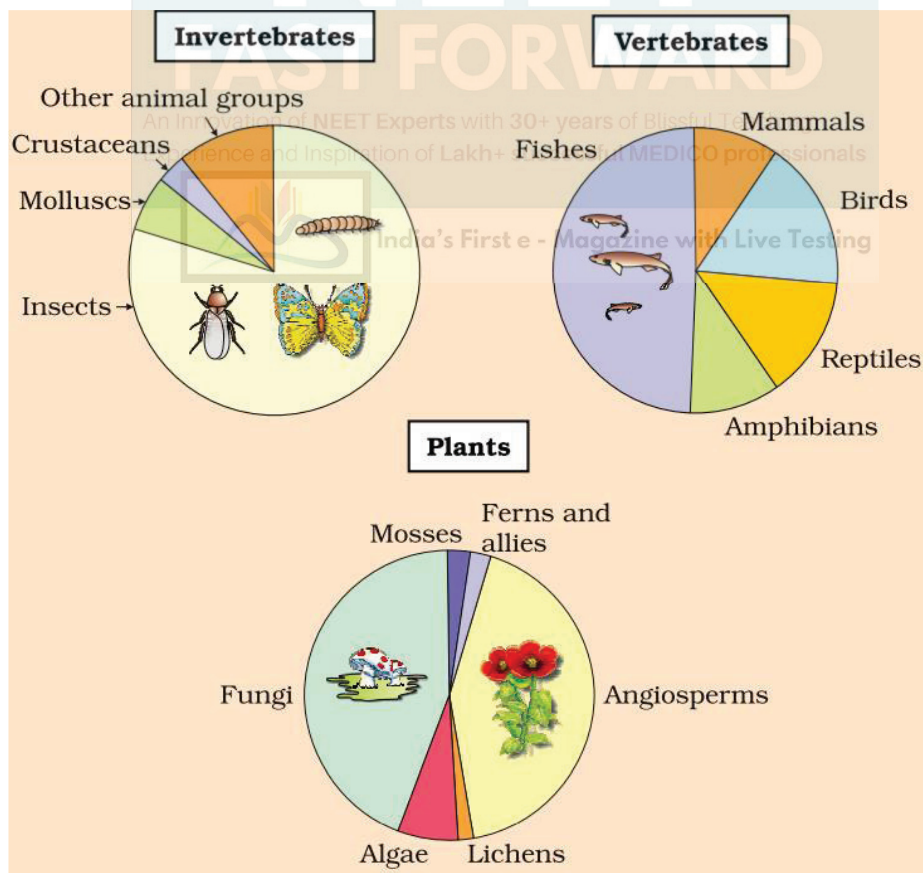 NEET
FAST FORWARD
An Innovation of NEET Experts with 30+ years of Blissful
Experience and Inspiration of Lakh+ successful MEDICO professionals
India's First e - Magazine with Live Testing
Invertebrates
Other animal groups
Crustaceans
Molluscs
Insects
Vertebrates
Fishes
Mammals
Birds
Reptiles
Amphibians
Plants
Mosses
Ferns and
allies
Fungi
Angiosperms
Algae
Lichens